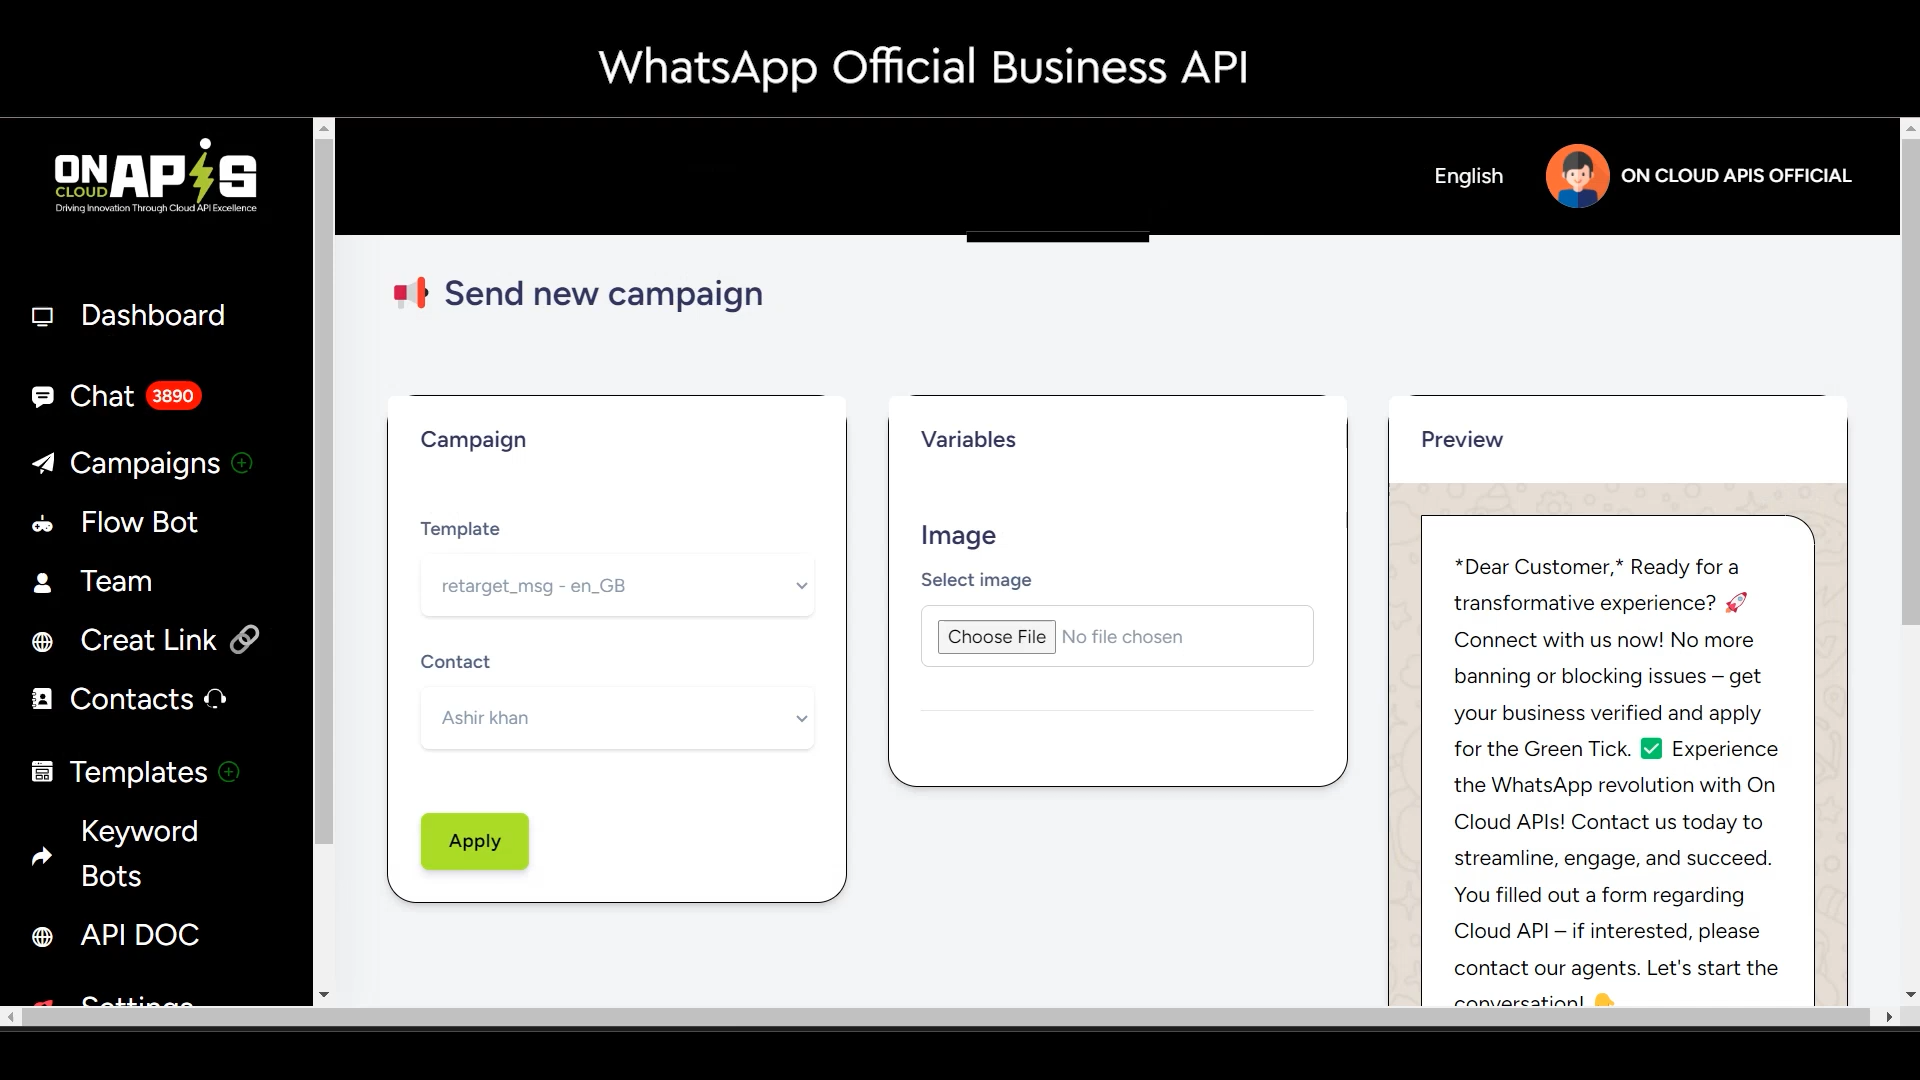 WhatsApp Official Business API
ON
CLOUD
APIS
Driving Innovation Through Cloud API Excellence
English
ON CLOUD APIS OFFICIAL
Dashboard
Chat 3890
Campaigns
Flow Bot
Team
Creat Link
Contacts
Templates
Keyword
Bots
API DOC
Settings
Send new campaign
Campaign
Template
retarget_msg - en_GB
Contact
Ashir khan
Apply
Variables
Image
Select image
Choose File No file chosen
Preview
*Dear Customer,* Ready for a
transformative experience? 🚀
Connect with us now! No more
banning or blocking issues – get
your business verified and apply
for the Green Tick. ✅ Experience
the WhatsApp revolution with On
Cloud APIs! Contact us today to
streamline, engage, and succeed.
You filled out a form regarding
Cloud API – if interested, please
contact our agents. Let's start the
conversation!